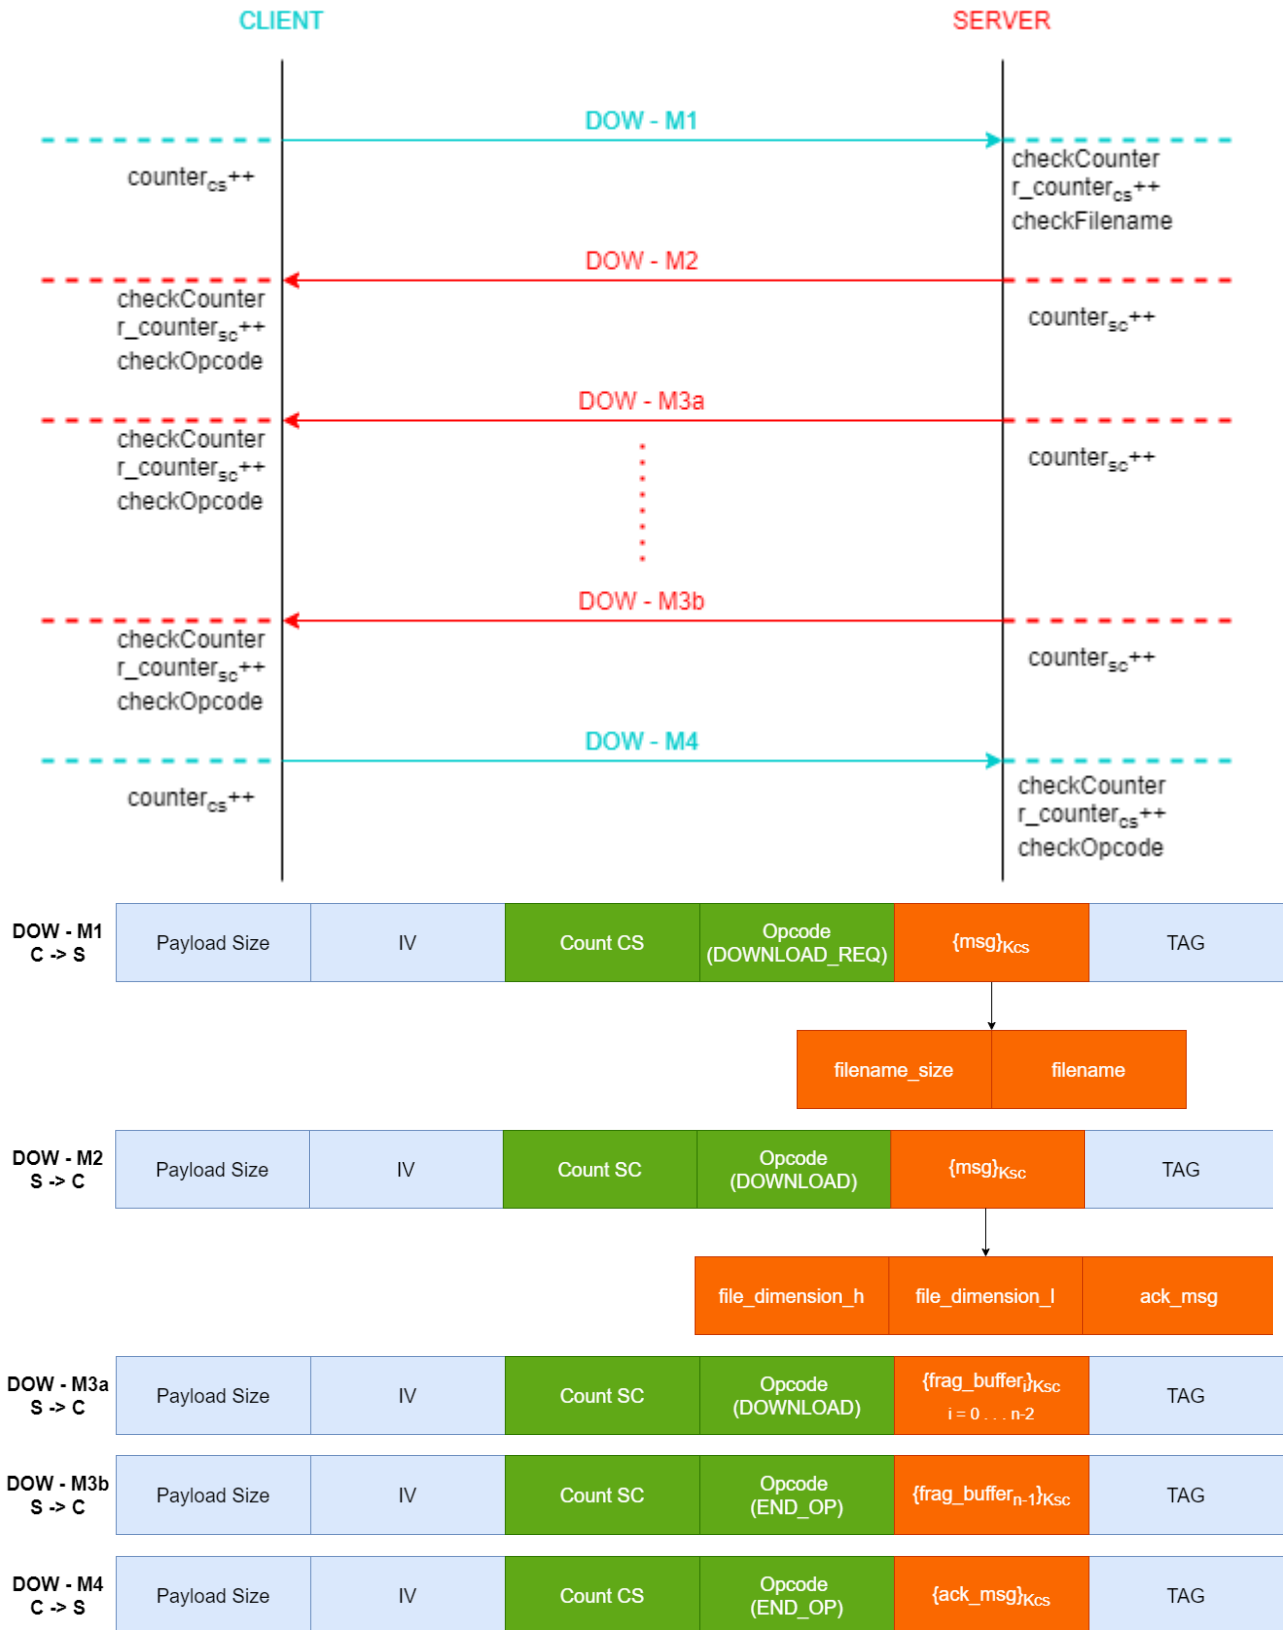 CLIENT
SERVER
DOW - M1
counter_cs++
checkCounter
r_counter_cs++
checkFilename
DOW - M2
checkCounter
r_counter_sc++
checkOpcode
counter_sc++
DOW - M3a
checkCounter
r_counter_sc++
checkOpcode
counter_sc++
DOW - M3b
checkCounter
r_counter_sc++
checkOpcode
counter_sc++
DOW - M4
counter_cs++
checkCounter
r_counter_cs++
checkOpcode
DOW - M1
C -> S
Payload Size
IV
Count CS
Opcode
(DOWNLOAD_REQ)
{msg}Kcs
TAG
filename_size
filename
DOW - M2
S -> C
Payload Size
IV
Count SC
Opcode
(DOWNLOAD)
{msg}Ksc
TAG
file_dimension_h
file_dimension_l
ack_msg
DOW - M3a
S -> C
Payload Size
IV
Count SC
Opcode
(DOWNLOAD)
{frag_buffer_i}Ksc
i = 0 . . . n-2
TAG
DOW - M3b
S -> C
Payload Size
IV
Count SC
Opcode
(END_OP)
{frag_buffer_n-1}Ksc
TAG
DOW - M4
C -> S
Payload Size
IV
Count CS
Opcode
(END_OP)
{ack_msg}Kcs
TAG